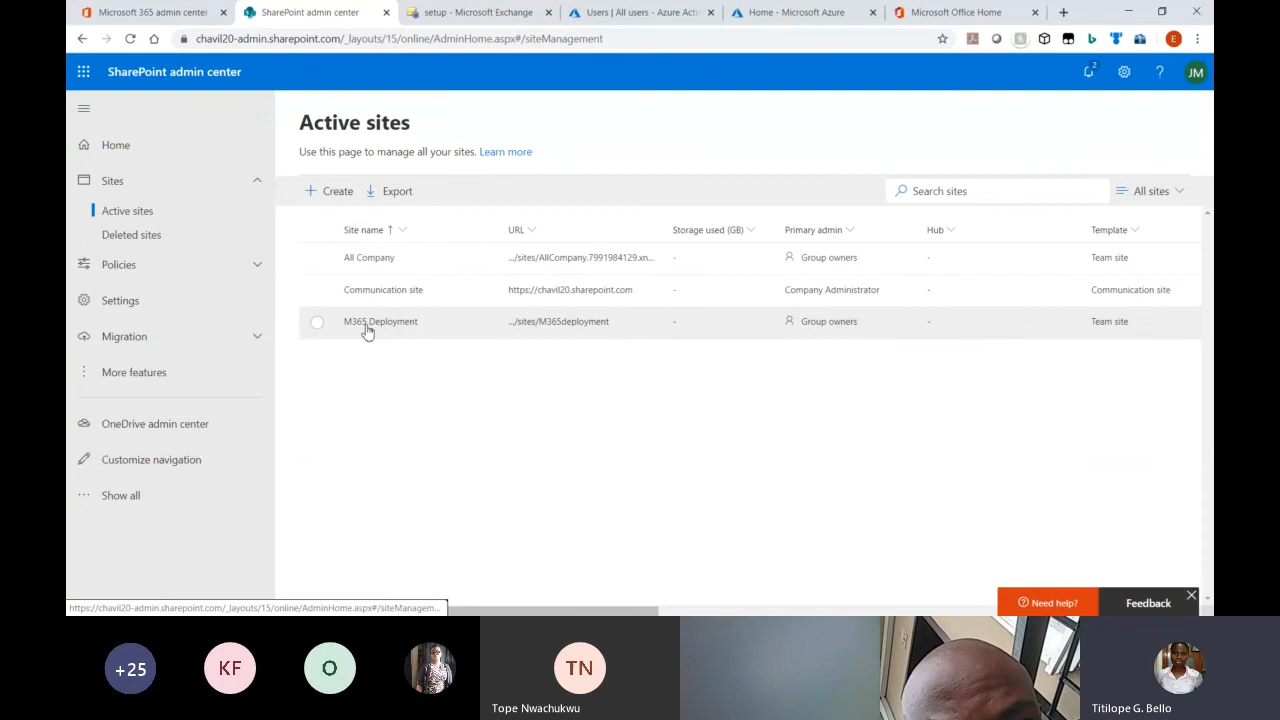 Microsoft 365 admin center
SharePoint admin center
setup - Microsoft Exchange
Users | All users - Azure Acti
Home - Microsoft Azure
Microsoft Office Home
chavil20-admin.sharepoint.com/_layouts/15/online/AdminHome.aspx#/siteManagement
E
SharePoint admin center
2
?
JM
Home
Sites
Active sites
Deleted sites
Policies
Settings
Migration
More features
OneDrive admin center
Customize navigation
Show all
Active sites
Use this page to manage all your sites. Learn more
Create
Export
Search sites
All sites
Site name
URL
Storage used (GB)
Primary admin
Hub
Template
All Company .../sites/AllCompany.7991984129.xn... - Group owners - Team site
Communication site https://chavil20.sharepoint.com - Company Administrator - Communication site
M365 Deployment .../sites/M365deployment - Group owners - Team site
https://chavil20-admin.sharepoint.com/_layouts/15/online/AdminHome.aspx#/siteManagem...
Need help?
Feedback
+25
KF
O
TN
Tope Nwachukwu
Titilope G. Bello